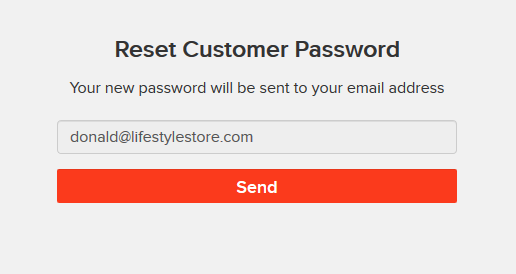 Reset Customer Password
Your new password will be sent to your email address
donald@lifestylestore.com
Send